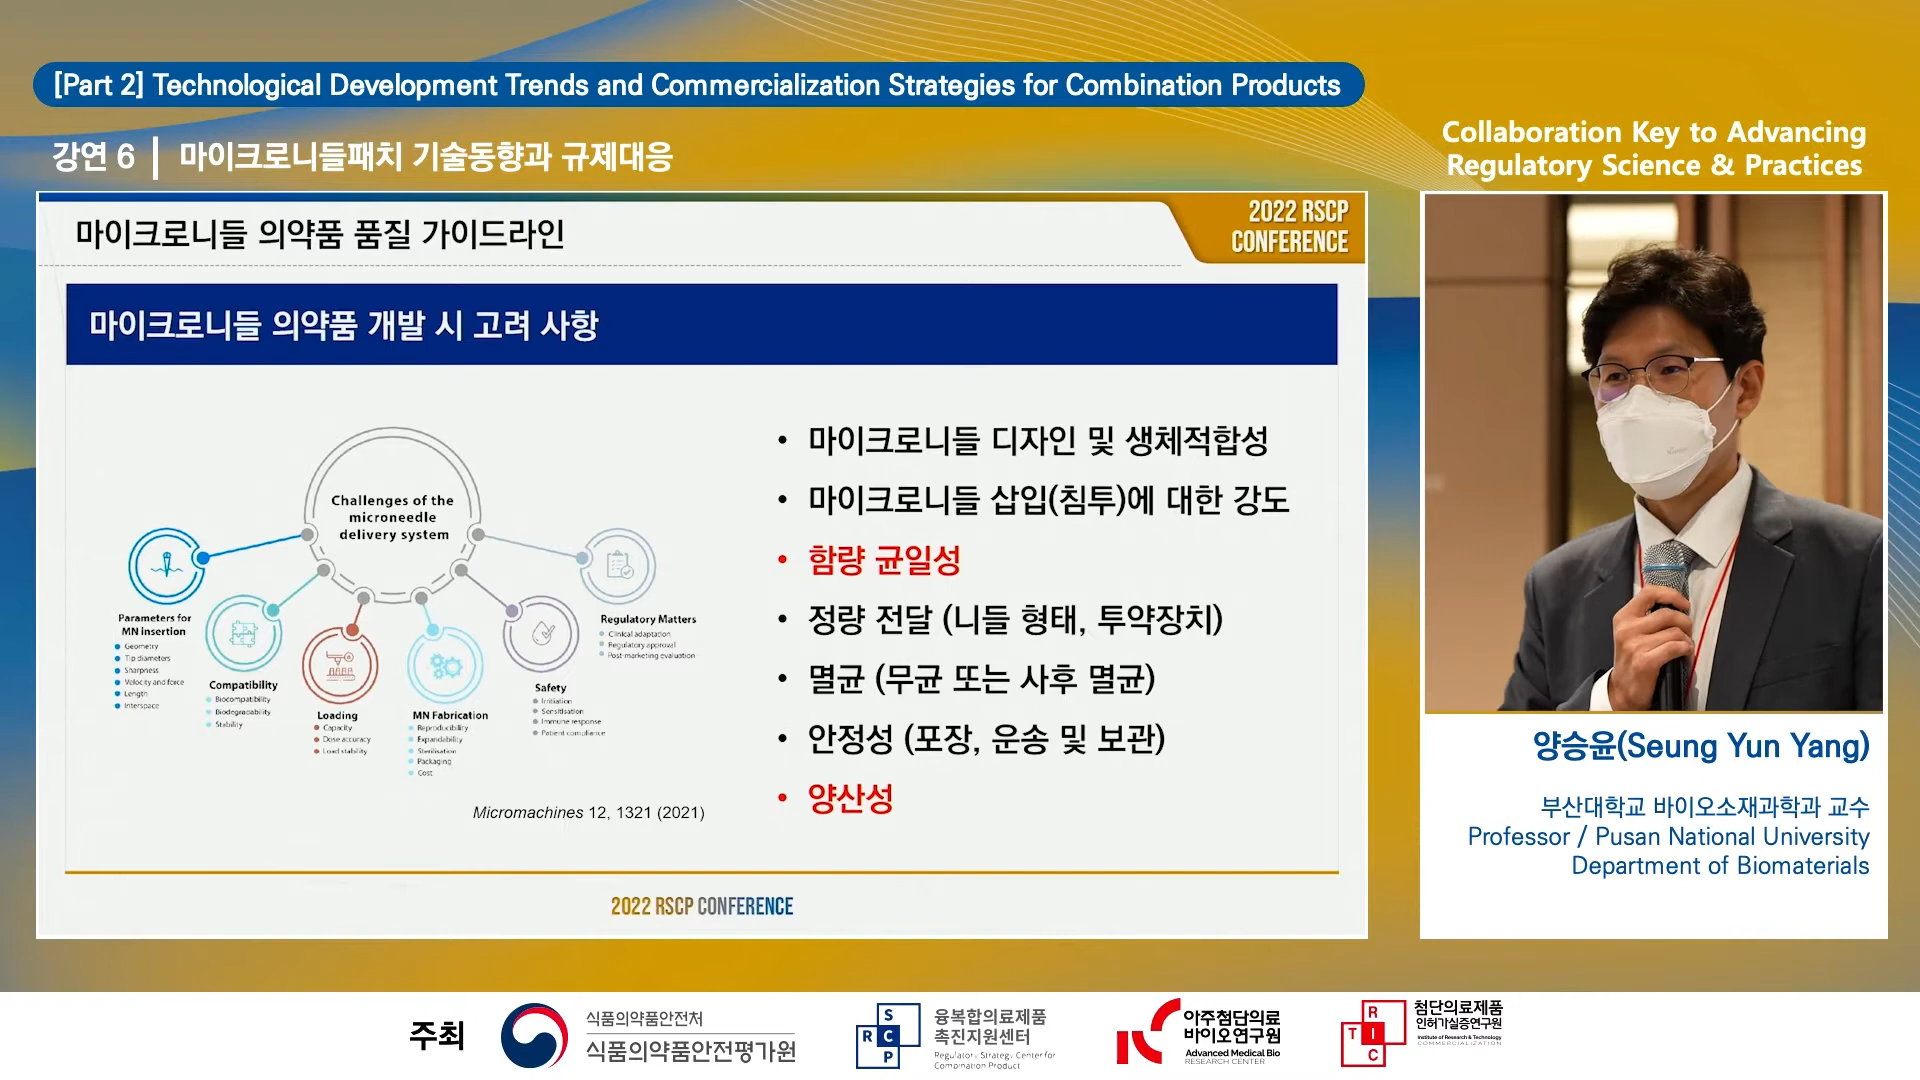 [Part 2] Technological Development Trends and Commercialization Strategies for Combination Products
강연 6 | 마이크로니들패치 기술동향과 규제대응
Collaboration Key to Advancing
Regulatory Science & Practices
마이크로니들 의약품 품질 가이드라인
2022 RSCP
CONFERENCE
마이크로니들 의약품 개발 시 고려 사항
Challenges of the
microneedle
delivery system
Parameters for
MN insertion
Geometry
Tip diameters
Sharpness
Velocity and force
Length
Interspace
Compatibility
Biocompatibility
Biodegradability
Stability
Loading
Capacity
Dose accuracy
Load stability
MN Fabrication
Reproducibility
Expandability
Sterilisation
Packaging
Cost
Safety
Irritation
Sensitisation
Immune response
Patient compliance
Regulatory Matters
Clinical adaptation
Regulatory approval
Post-marketing evaluation
Micromachines 12, 1321 (2021)
• 마이크로니들 디자인 및 생체적합성
• 마이크로니들 삽입(침투)에 대한 강도
• 함량 균일성
• 정량 전달 (니들 형태, 투약장치)
• 멸균 (무균 또는 사후 멸균)
• 안정성 (포장, 운송 및 보관)
• 양산성
2022 RSCP CONFERENCE
양승윤(Seung Yun Yang)
부산대학교 바이오소재과학과 교수
Professor / Pusan National University
Department of Biomaterials
주최
식품의약품안전처
식품의약품안전평가원
S
R C
P
융복합의료제품
촉진지원센터
Regulatory Strategy Center for
Combination Product
아주첨단의료
바이오연구원
Advanced Medical Bio
RESEARCH CENTER
R
T I
C
첨단의료제품
인허가실증연구원
Institute of Research & Technology
COMMERCIALIZATION